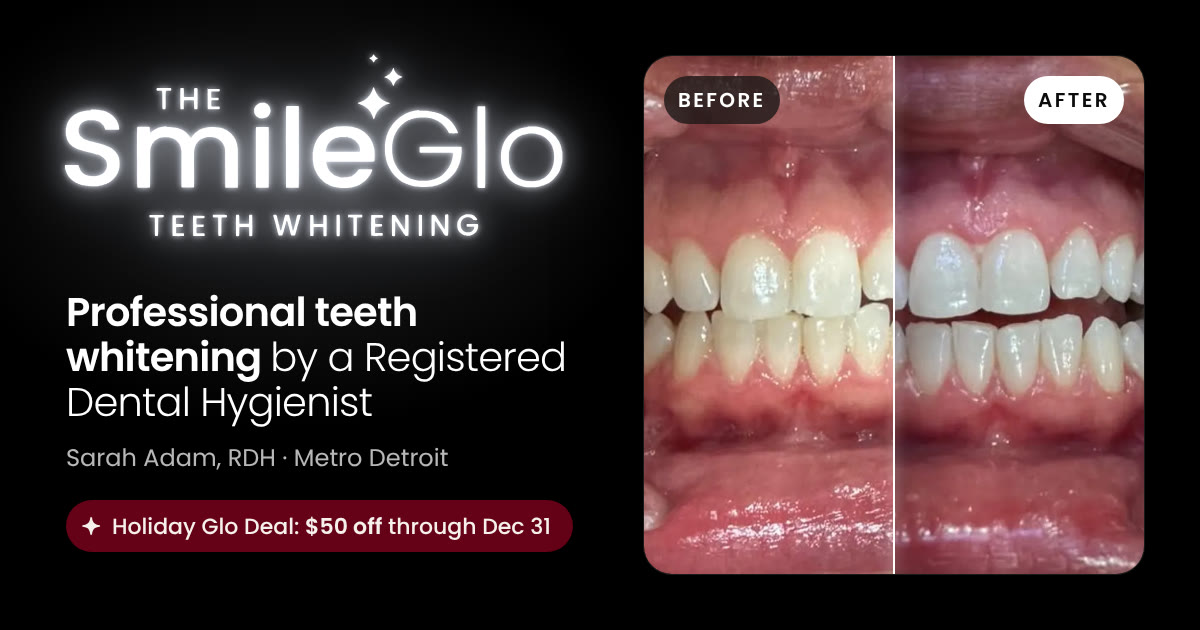 THE
SmileGlo
TEETH WHITENING
Professional teeth
whitening by a Registered
Dental Hygienist
Sarah Adam, RDH · Metro Detroit
Holiday Glo Deal: $50 off through Dec 31
BEFORE
AFTER